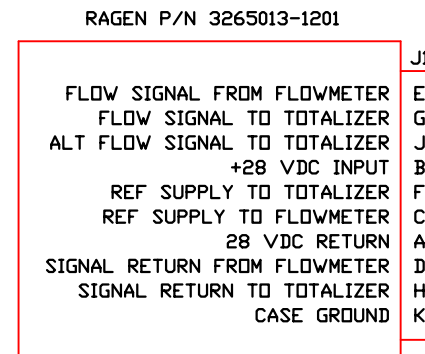 RAGEN P/N 3265013-1201
J1
FLOW SIGNAL FROM FLOWMETER E
FLOW SIGNAL TO TOTALIZER G
ALT FLOW SIGNAL TO TOTALIZER J
+28 VDC INPUT B
REF SUPPLY TO TOTALIZER F
REF SUPPLY TO FLOWMETER C
28 VDC RETURN A
SIGNAL RETURN FROM FLOWMETER D
SIGNAL RETURN TO TOTALIZER H
CASE GROUND K